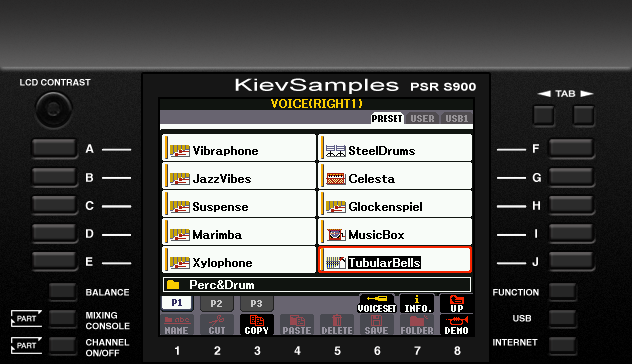 LCD CONTRAST
KievSamples PSR S900
TAB
VOICE(RIGHT1)
PRESET USER USB1
A Vibraphone SteelDrums F
B JazzVibes Celesta G
C Suspense Glockenspiel H
D Marimba MusicBox I
E Xylophone TubularBells J
Perc&Drum
BALANCE P1 P2 P3 VOICESET INFO. UP FUNCTION
PART MIXING CONSOLE NAME CUT COPY PASTE DELETE SAVE FOLDER DEMO USB
PART CHANNEL ON/OFF INTERNET
1 2 3 4 5 6 7 8